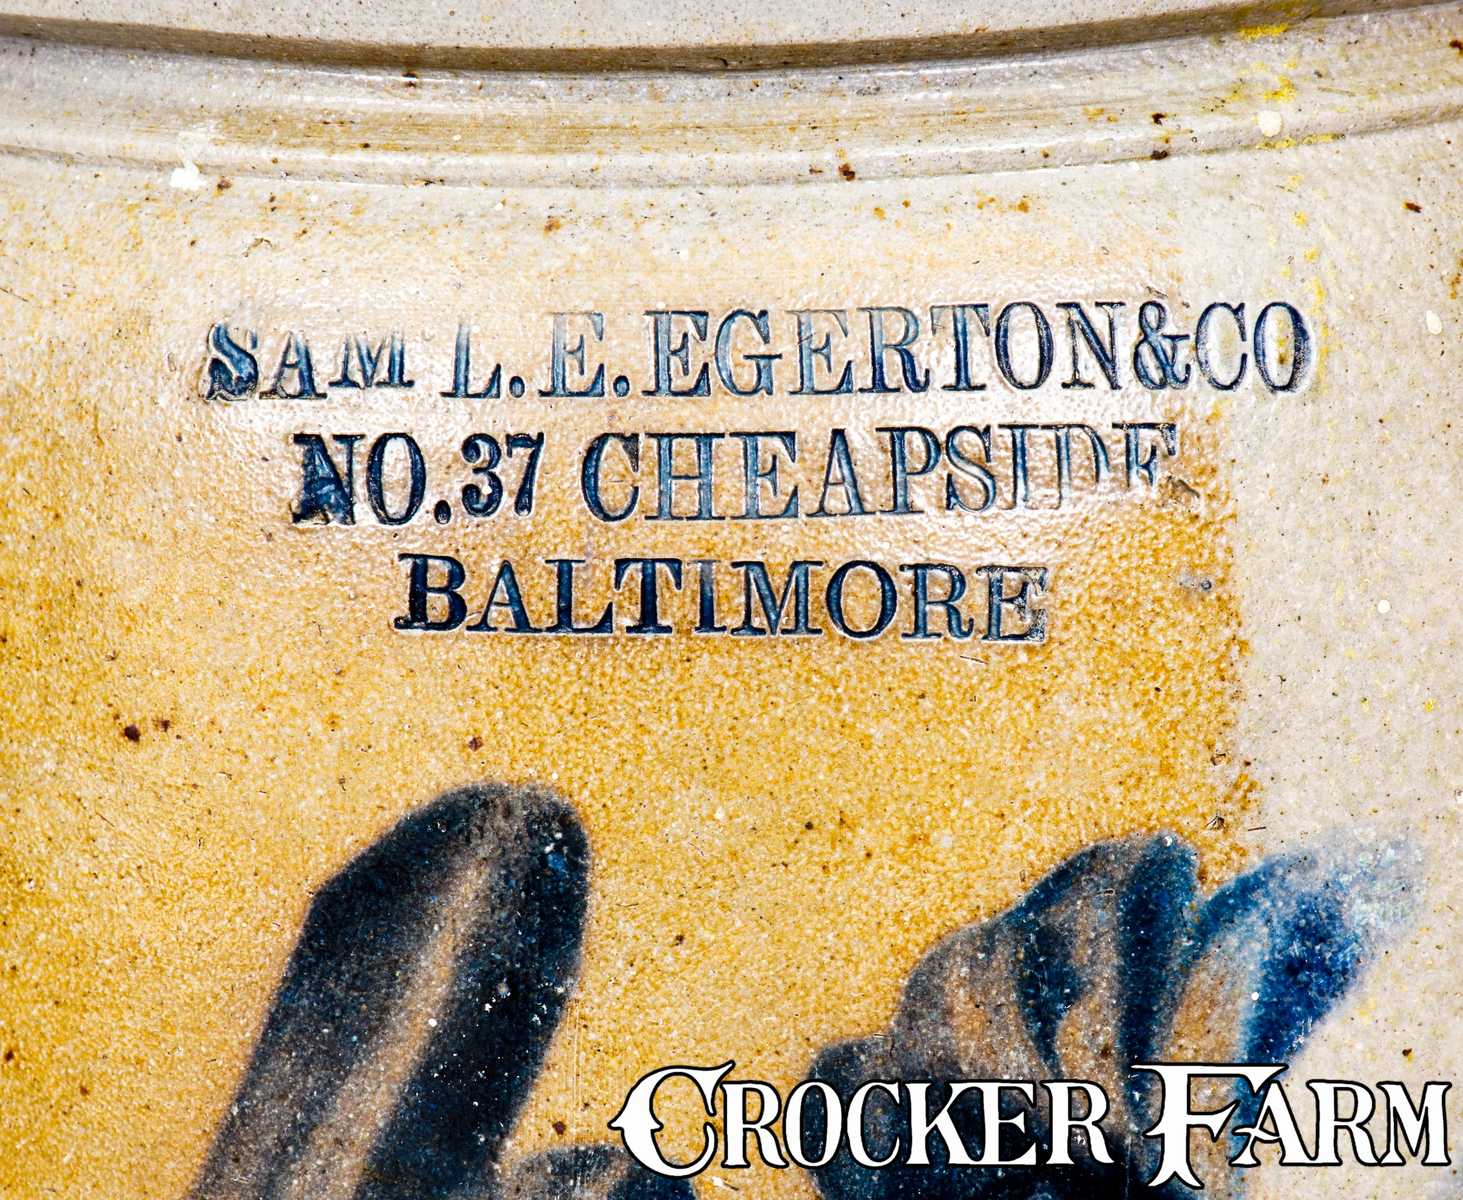 SAM L. E. EGERTON & CO
NO. 37 CHEAPSIDE
BALTIMORE
CROCKER FARM